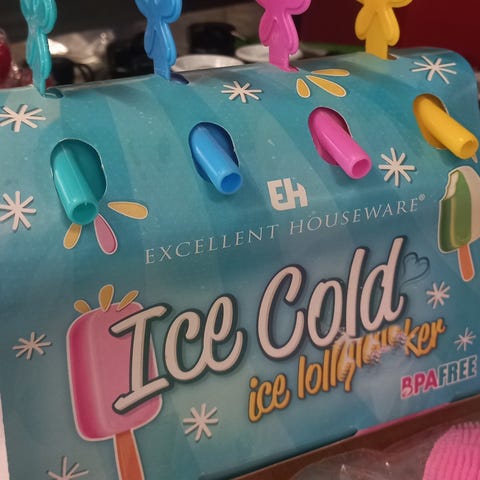 EH
EXCELLENT HOUSEWARE®
Ice Cold
ice lolly
BPA FREE